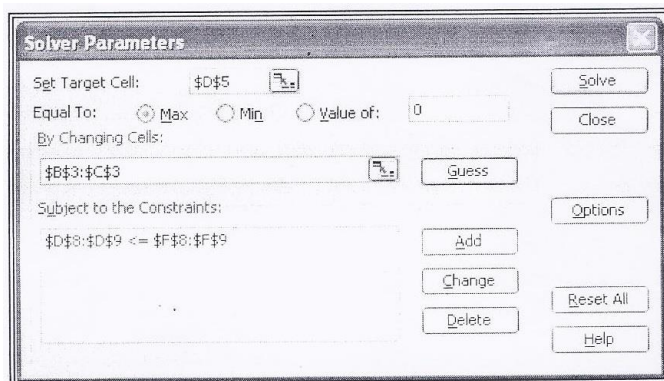 Solver Parameters
Set Target Cell: $D$5
Solve
Equal To: Max Min Value of: 0
Close
By Changing Cells:
$B$3:$C$3
Guess
Subject to the Constraints:
Options
$D$8:$D$9 <= $F$8:$F$9
Add
Change
Reset All
Delete
Help